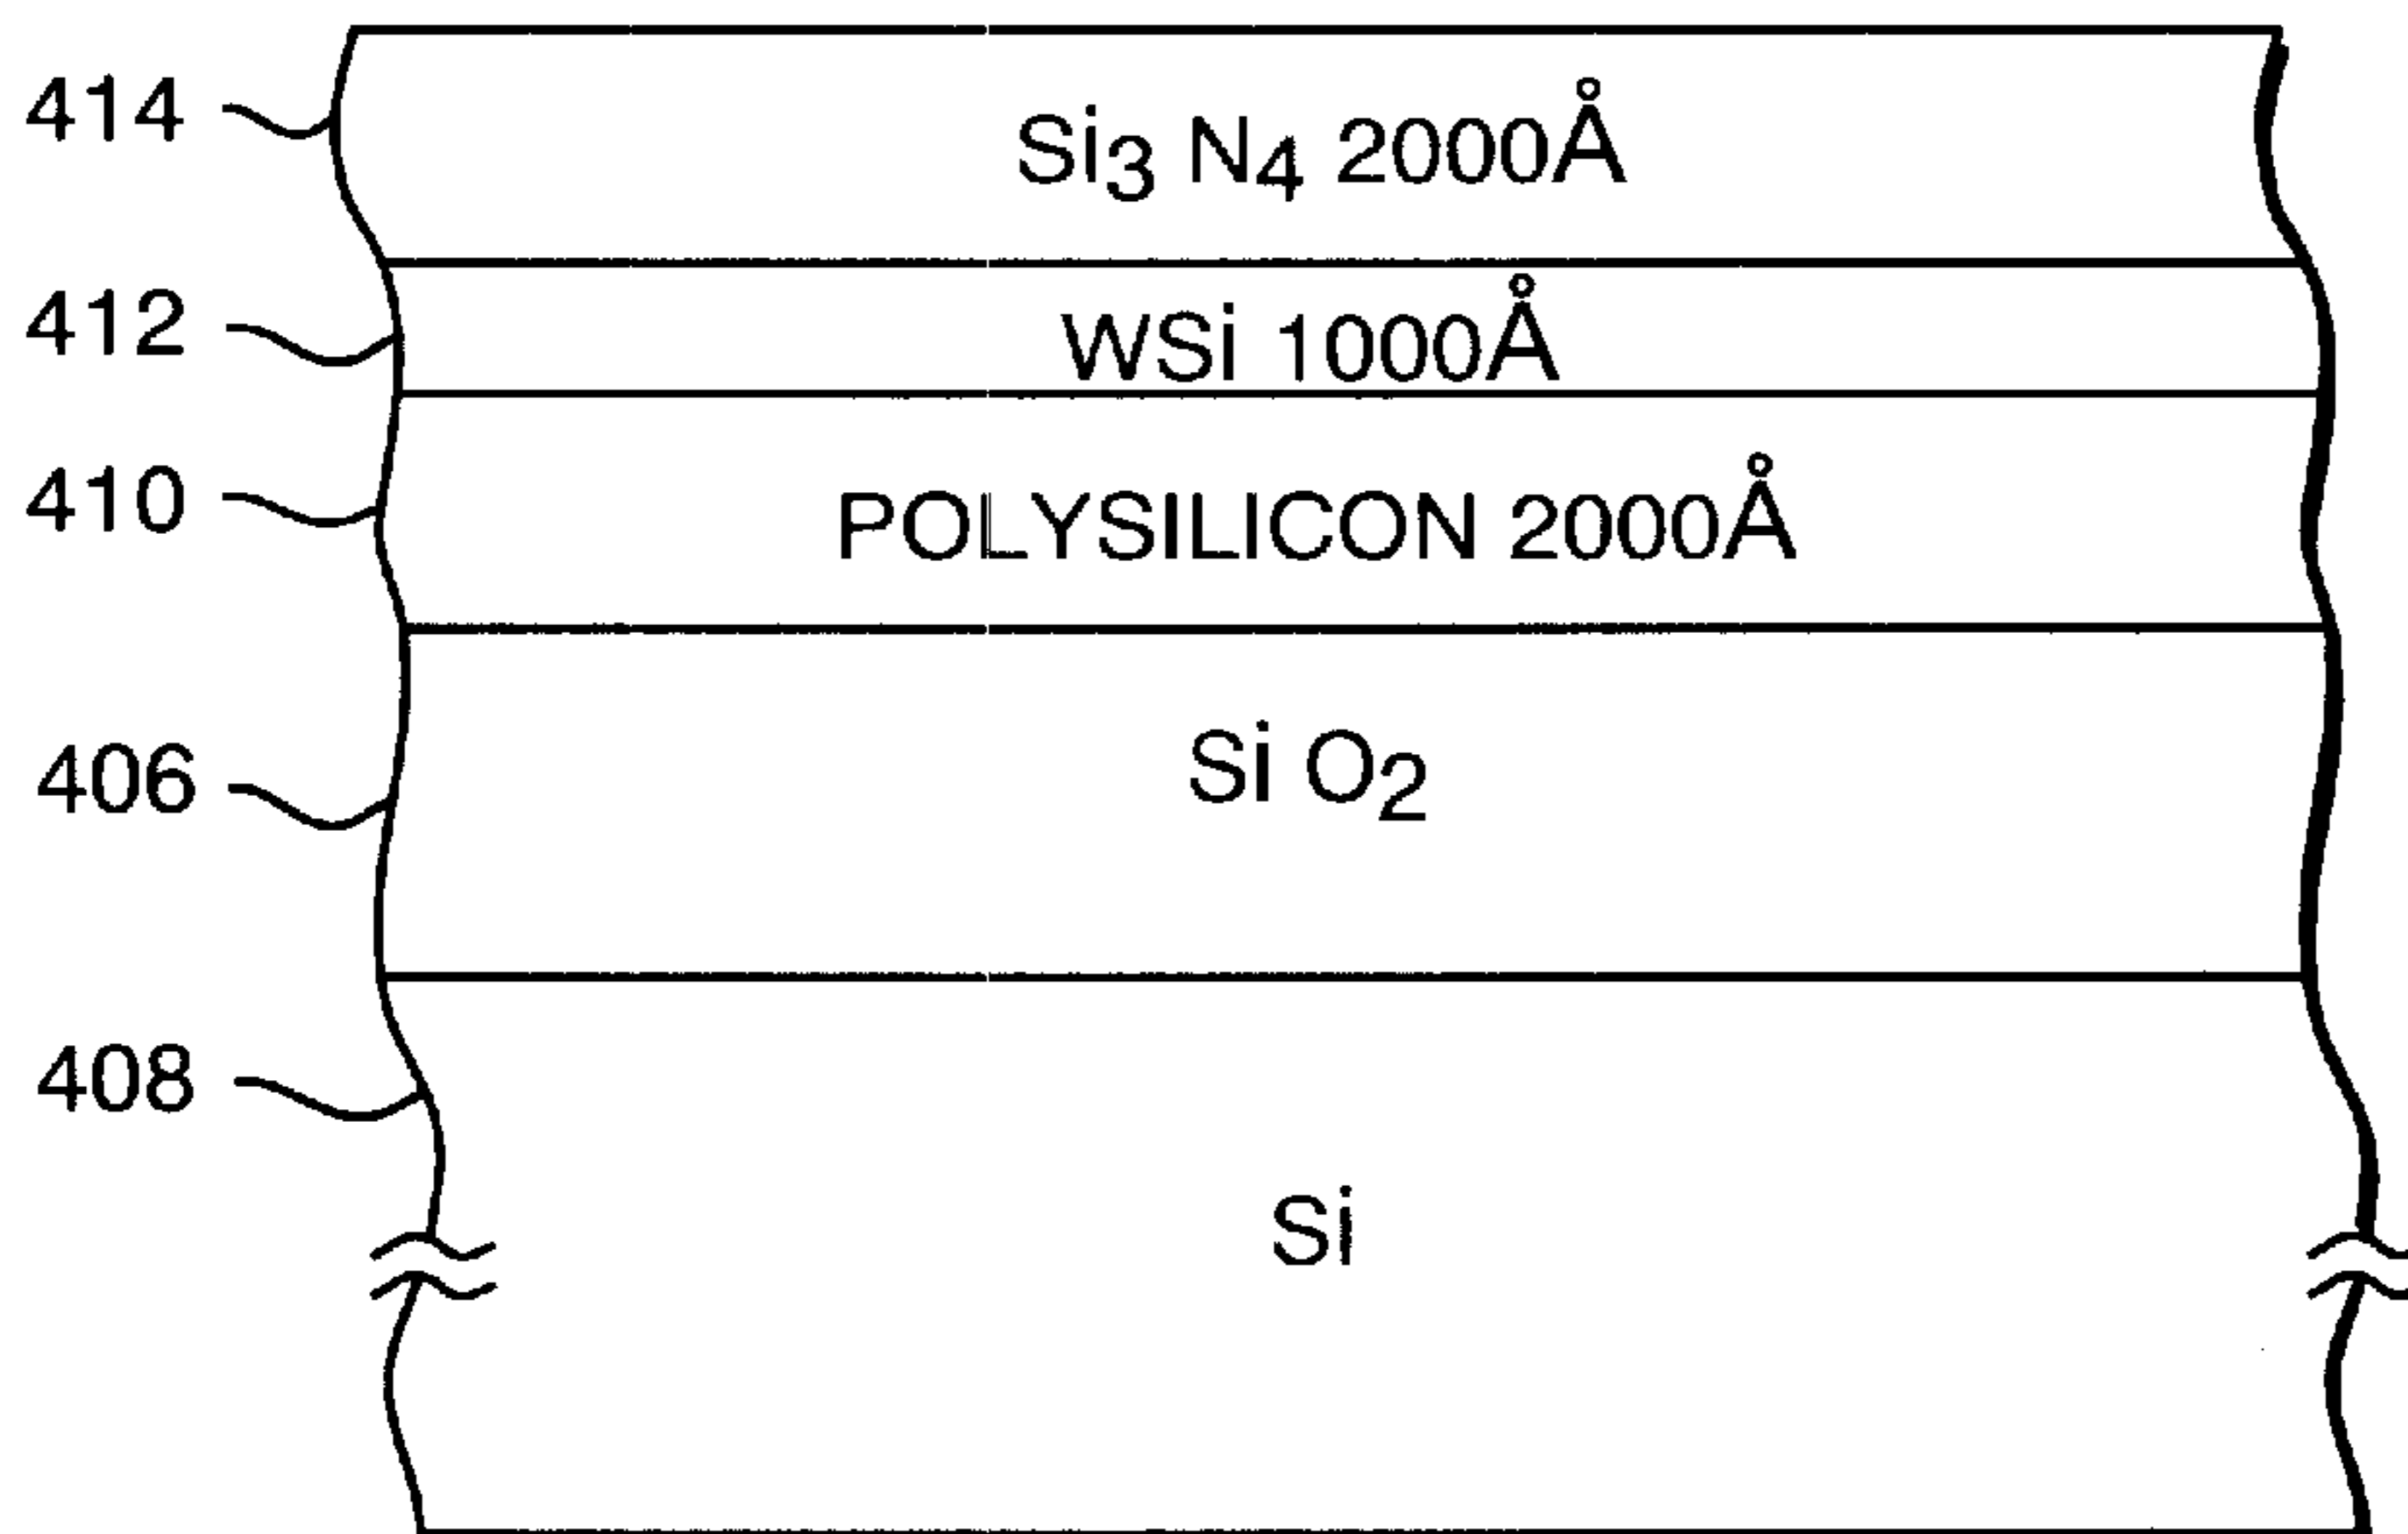 414
Si3 N4 2000Å
412
WSi 1000Å
410
POLYSILICON 2000Å
406
Si O2
408
Si